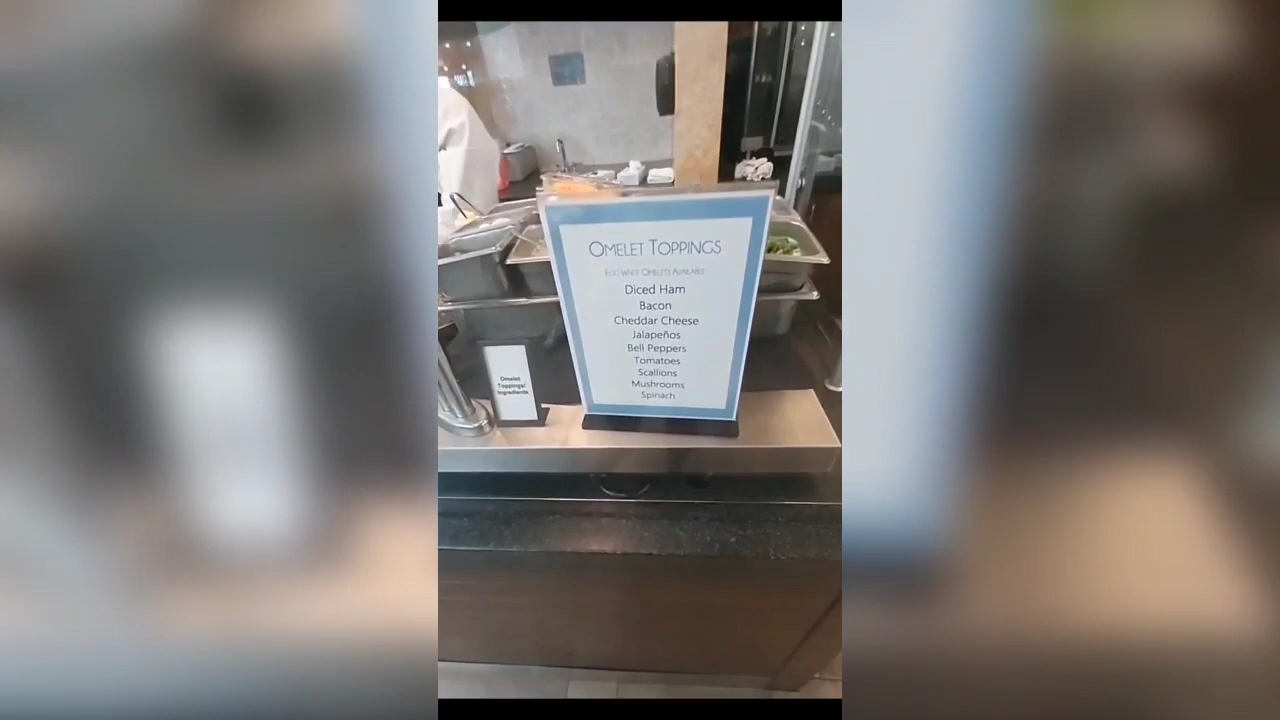 OMELET TOPPINGS
EGG WHITE OMELETS AVAILABLE
Diced Ham
Bacon
Cheddar Cheese
Jalapeños
Bell Peppers
Tomatoes
Scallions
Mushrooms
Spinach
Omelet
Toppings/
Ingredients